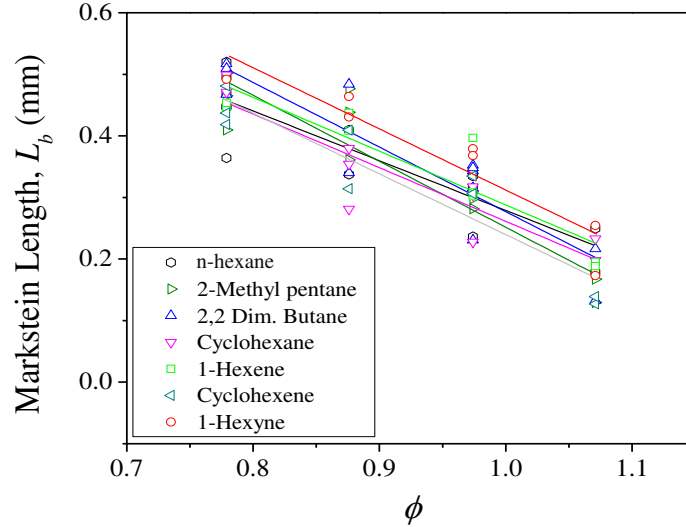 Markstein Length, L_b (mm)
0.6
0.4
0.2
0.0
n-hexane
2-Methyl pentane
2,2 Dim. Butane
Cyclohexane
1-Hexene
Cyclohexene
1-Hexyne
0.7
0.8
0.9
1.0
1.1
ϕ